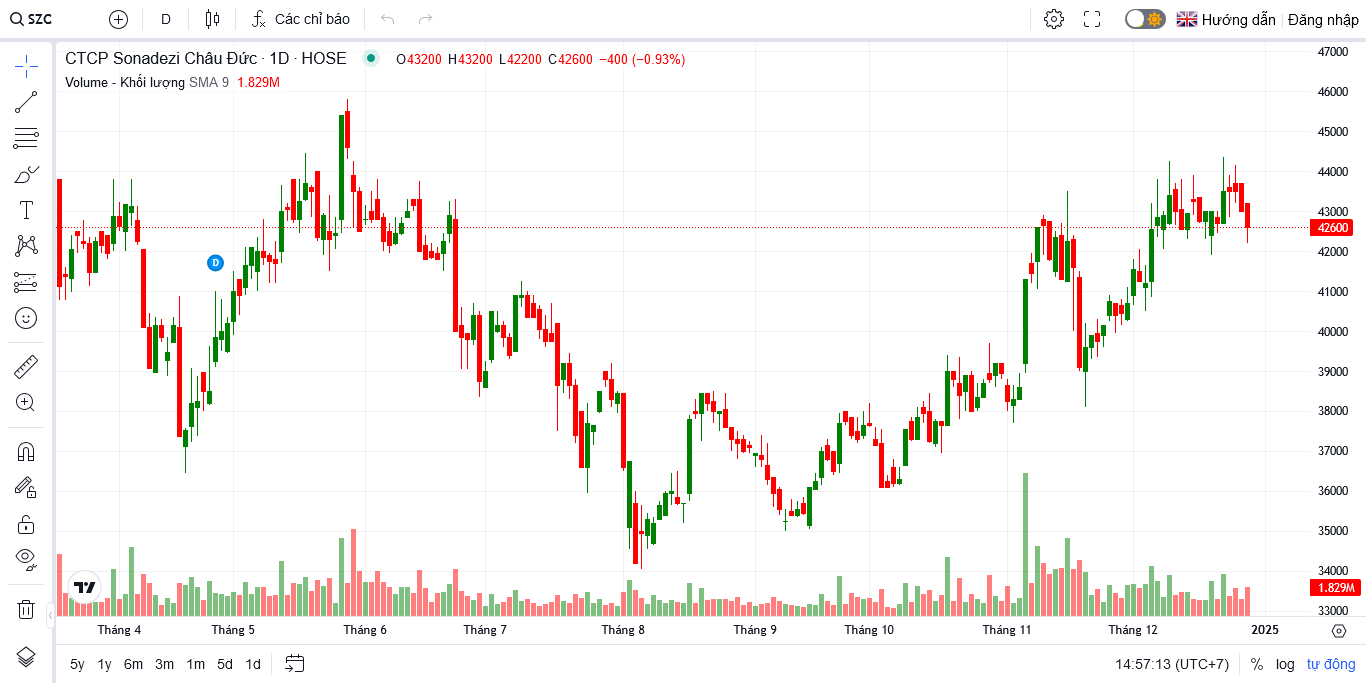 SZC D Các chỉ báo Hướng dẫn Đăng nhập
CTCP Sonadezi Châu Đức · 1D · HOSE O43200 H43200 L42200 C42600 −400 (−0.93%)
Volume - Khối lượng SMA 9 1.829M
47000
46000
45000
44000
43000
42600
42000
41000
40000
39000
38000
37000
36000
35000
34000
1.829M
33000
D
Tháng 4 Tháng 5 Tháng 6 Tháng 7 Tháng 8 Tháng 9 Tháng 10 Tháng 11 Tháng 12 2025
5y 1y 6m 3m 1m 5d 1d 14:57:13 (UTC+7) % log tự động